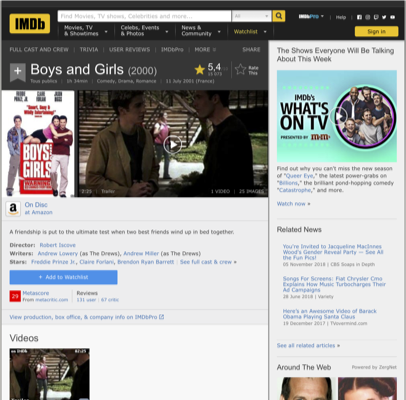 IMDb
Find Movies, TV shows, Celebrities and more...
All
IMDbPro
Help
Movies, TV
& Showtimes
Celebs, Events
& Photos
News &
Community
Watchlist
Sign in
FULL CAST AND CREW | TRIVIA | USER REVIEWS | IMDbPro | MORE
SHARE
Boys and Girls (2000)
5,4
Rate
This
Tous publics | 1h 34min | Comedy, Drama, Romance | 11 July 2001 (France)
BOYS
AND
GIRLS
WARNING
2:25 | Trailer
1 VIDEO | 25 IMAGES
On Disc
at Amazon
A friendship is put to the ultimate test when two best friends wind up in bed together.
Director: Robert Iscove
Writers: Andrew Lowery (as The Drews), Andrew Miller (as The Drews)
Stars: Freddie Prinze Jr., Claire Forlani, Brendan Ryan Barrett | See full cast & crew »
+ Add to Watchlist
29
Metascore
From metacritic.com
Reviews
131 user | 67 critic
View production, box office, & company info on IMDbPro
Videos
The Shows Everyone Will Be Talking
About This Week
IMDb's
WHAT'S
ON TV
PRESENTED BY m&m's
Find out why you can't miss the new season
of "Queer Eye," the latest power-grabs on
"Billions," the brilliant pond-hopping comedy
"Catastrophe," and more.
Watch now »
Related News
You're Invited to Jacqueline MacInnes
Wood's Gender Reveal Party — See All
the Fun Pics!
05 November 2018 | CBS Soaps in Depth
Songs For Screens: Fiat Chrysler Cmo
Explains How Music Turbocharges Their
Ad Campaigns
28 June 2018 | Variety
Here's an Awesome Video of Barack
Obama Playing Santa Claus
19 December 2017 | Tlavermind.com
See all related articles »
Around The Web
Powered by ZergNet